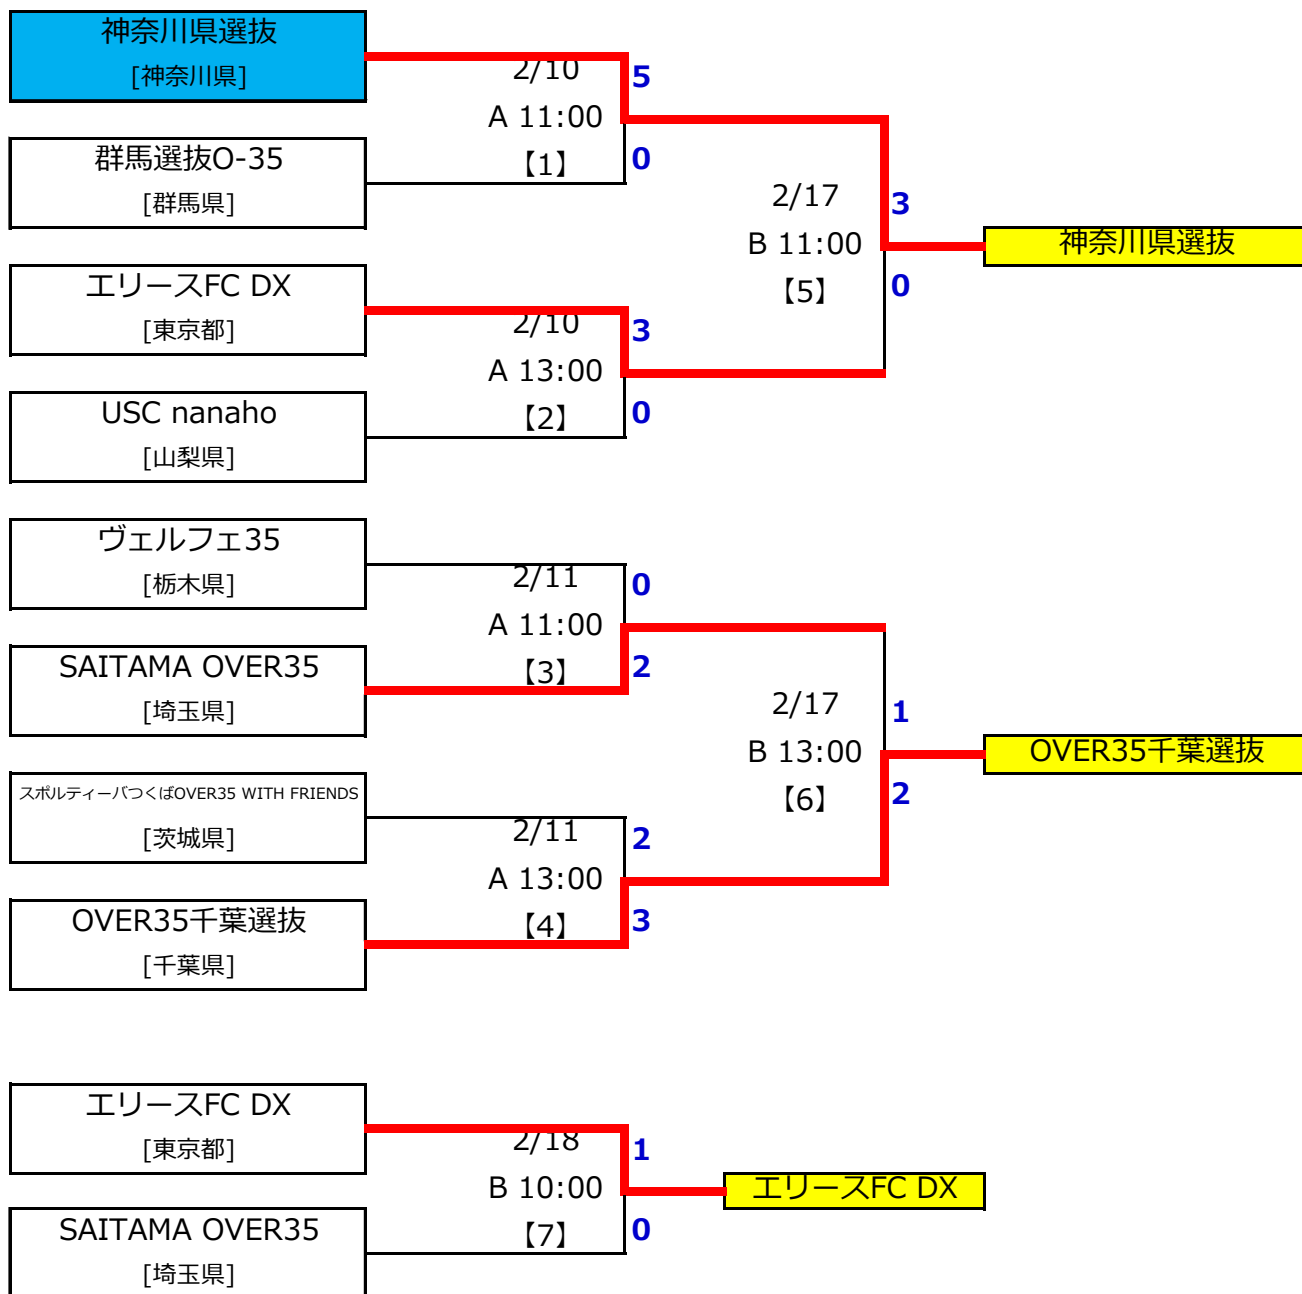 神奈川県選抜
[神奈川県]
2/10
5
A 11:00
群馬選抜O-35
【1】
0
[群馬県]
2/17
3
B 11:00
神奈川県選抜
【5】
0
エリースFC DX
[東京都]
2/10
3
A 13:00
USC nanaho
【2】
0
[山梨県]
ヴェルフェ35
[栃木県]
2/11
0
A 11:00
SAITAMA OVER35
【3】
2
[埼玉県]
2/17
1
B 13:00
OVER35千葉選抜
【6】
2
スポルティーバつくばOVER35 WITH FRIENDS
[茨城県]
2/11
2
A 13:00
OVER35千葉選抜
【4】
3
[千葉県]
エリースFC DX
[東京都]
2/18
1
B 10:00
エリースFC DX
SAITAMA OVER35
【7】
0
[埼玉県]